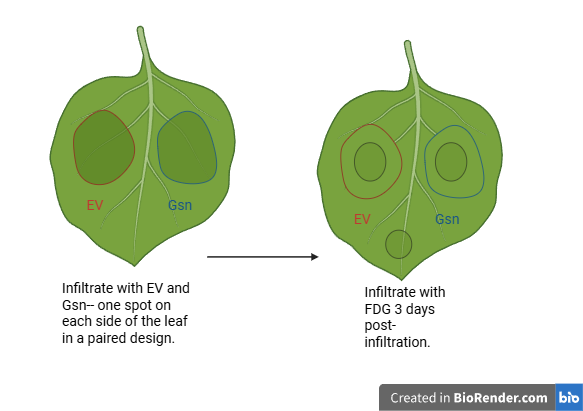 EV
Gsn
EV
Gsn
Infiltrate with EV and
Gsn-- one spot on
each side of the leaf
in a paired design.
Infiltrate with
FDG 3 days
post-
infiltration.
Created in BioRender.com bio